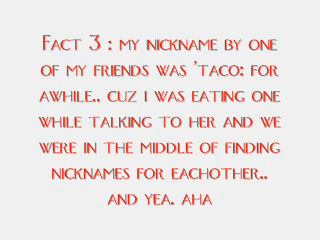 Fact 3 : my nickname by one
of my friends was 'taco: for
awhile.. cuz i was eating one
while talking to her and we
were in the middle of finding
nicknames for eachother..
and yea. aha